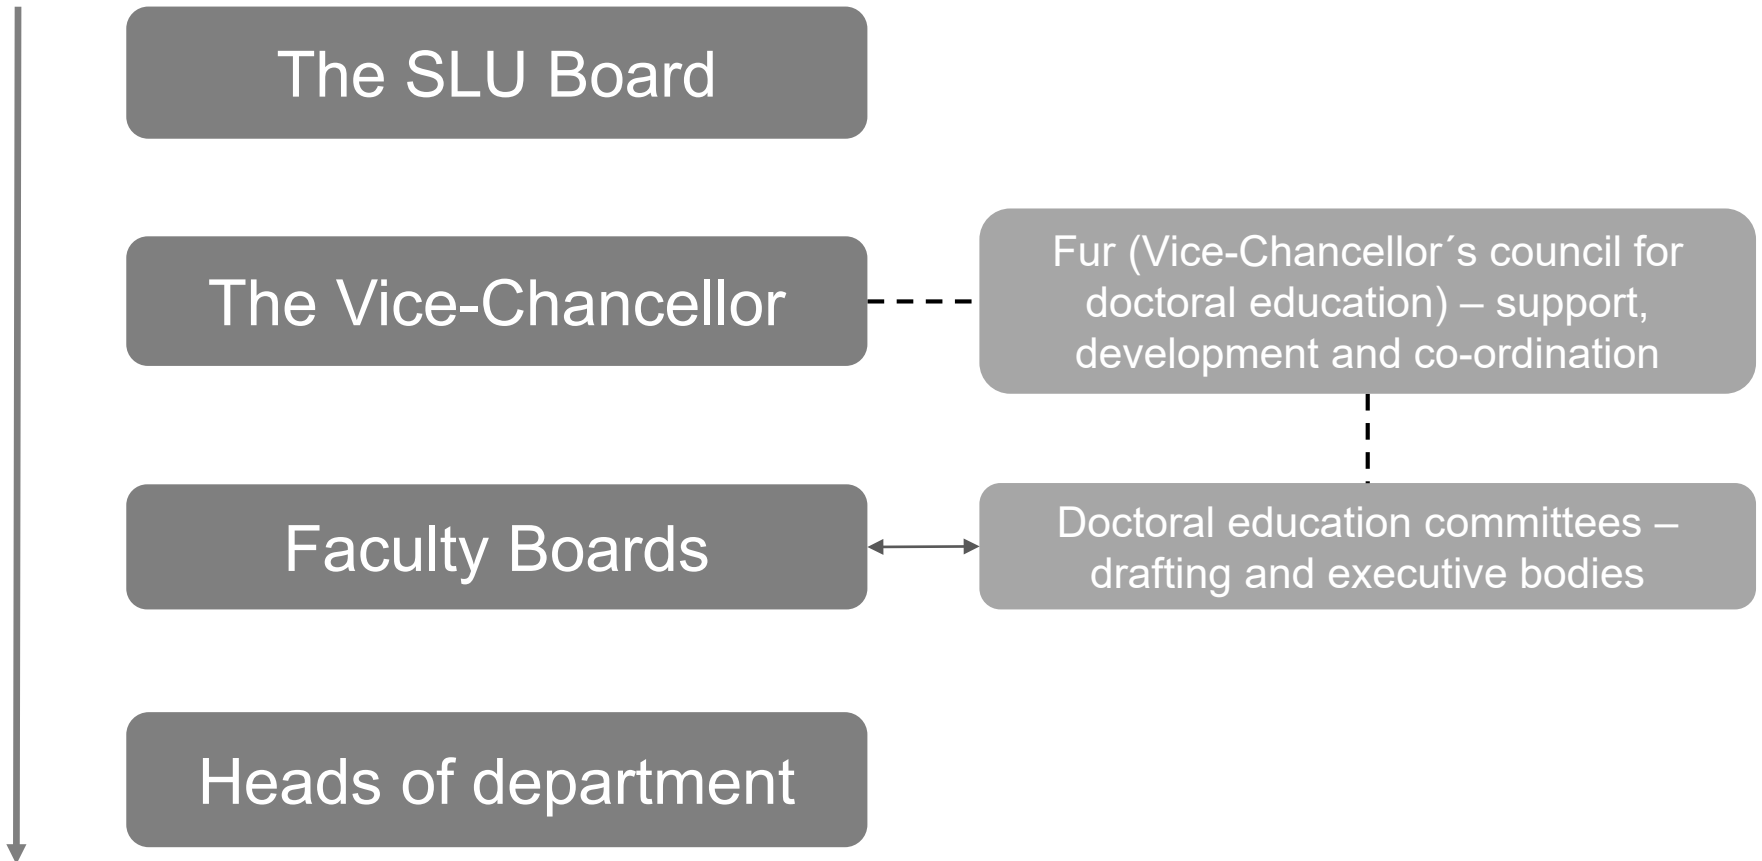 The SLU Board
The Vice-Chancellor
Fur (Vice-Chancellor´s council for
doctoral education) – support,
development and co-ordination
Faculty Boards
Doctoral education committees –
drafting and executive bodies
Heads of department